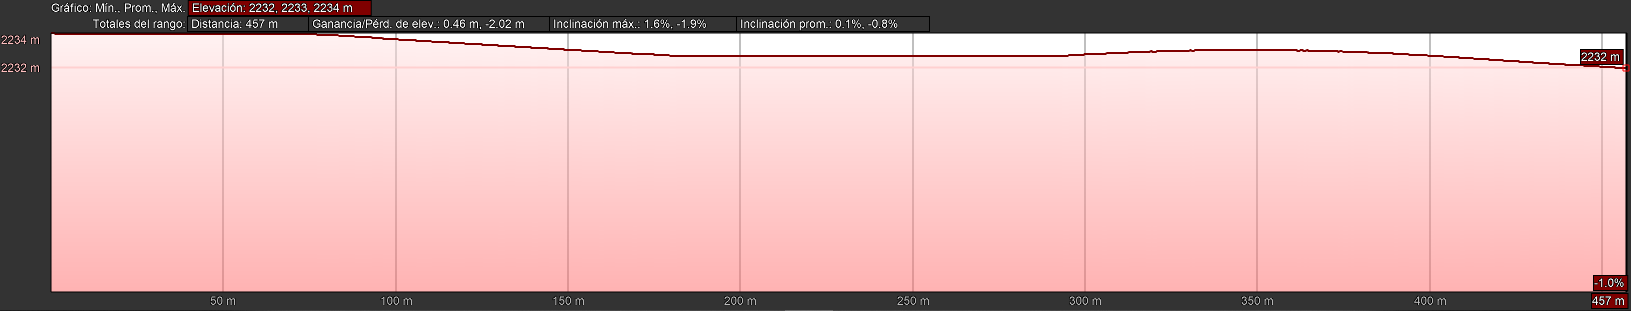 Gráfico: Mín., Prom., Máx. Elevación: 2232, 2233, 2234 m
Totales del rango: Distancia: 457 m Ganancia/Pérd. de elev.: 0.46 m, -2.02 m Inclinación máx.: 1.6%, -1.9% Inclinación prom.: 0.1%, -0.8%
2234 m
2232 m
2232 m
-1.0%
50 m 100 m 150 m 200 m 250 m 300 m 350 m 400 m 457 m